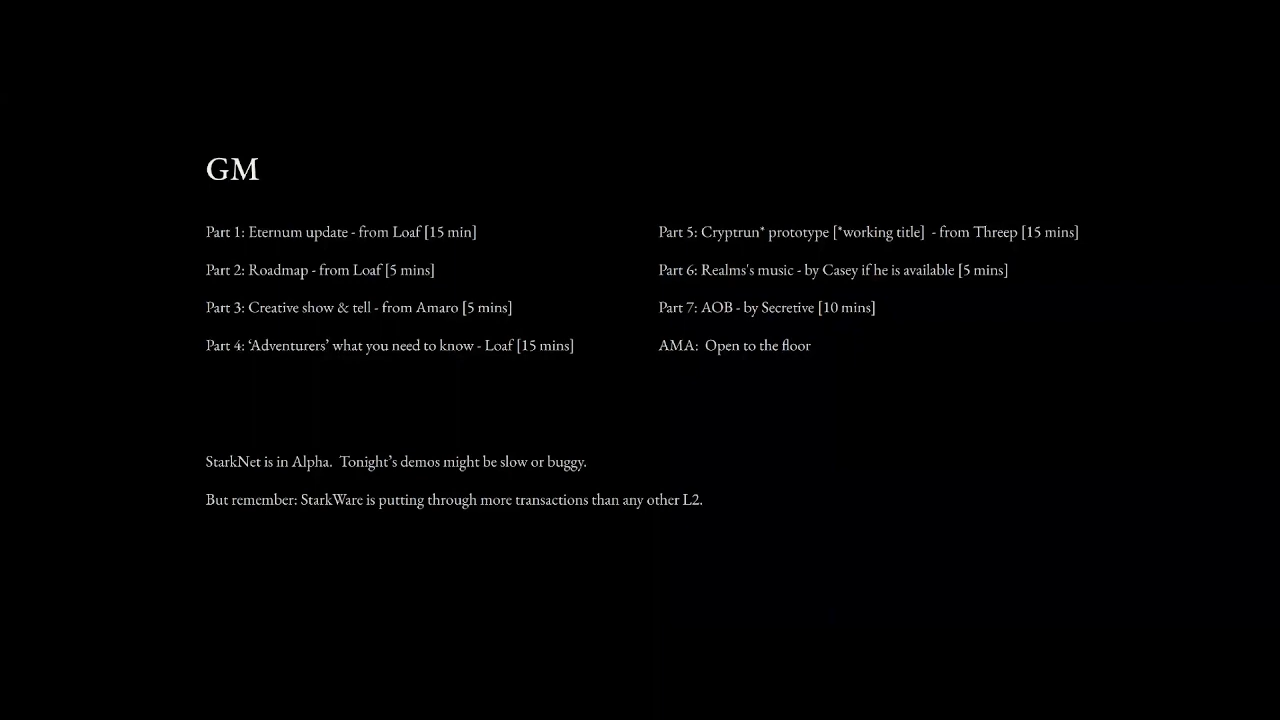 GM
Part 1: Eternum update - from Loaf [15 min]
Part 2: Roadmap - from Loaf [5 mins]
Part 3: Creative show & tell - from Amaro [5 mins]
Part 4: ‘Adventurers’ what you need to know - Loaf [15 mins]
Part 5: Cryptrun* prototype [*working title]  - from Threep [15 mins]
Part 6: Realms's music - by Casey if he is available [5 mins]
Part 7: AOB - by Secretive [10 mins]
AMA:  Open to the floor
StarkNet is in Alpha.  Tonight’s demos might be slow or buggy.
But remember: StarkWare is putting through more transactions than any other L2.